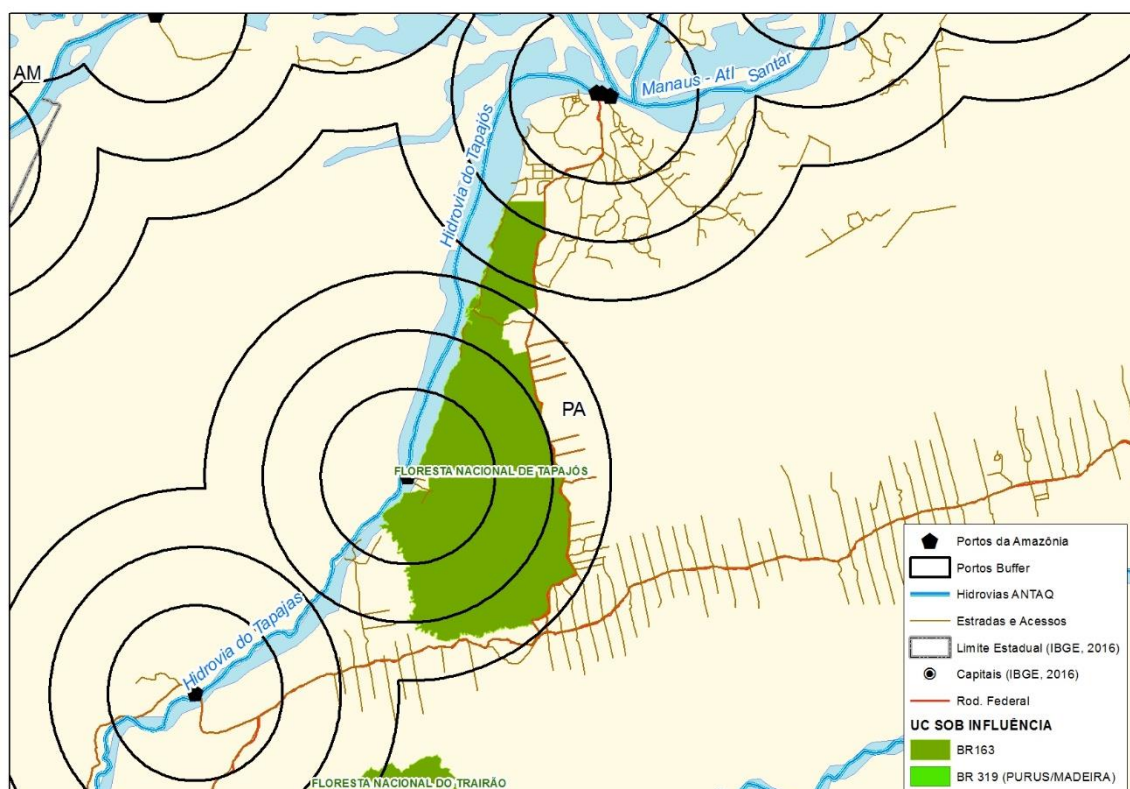 AM
Manaus - Atl
Santar
Hidrovia do Tapajós
PA
FLORESTA NACIONAL DE TAPAJÓS
Hidrovia do Tapajas
FLORESTA NACIONAL DO TRAIRÃO
Portos da Amazônia
Portos Buffer
Hidrovias ANTAQ
Estradas e Acessos
Limite Estadual (IBGE, 2016)
Capitais (IBGE, 2016)
Rod. Federal
UC SOB INFLUÊNCIA
BR163
BR 319 (PURUS/MADEIRA)